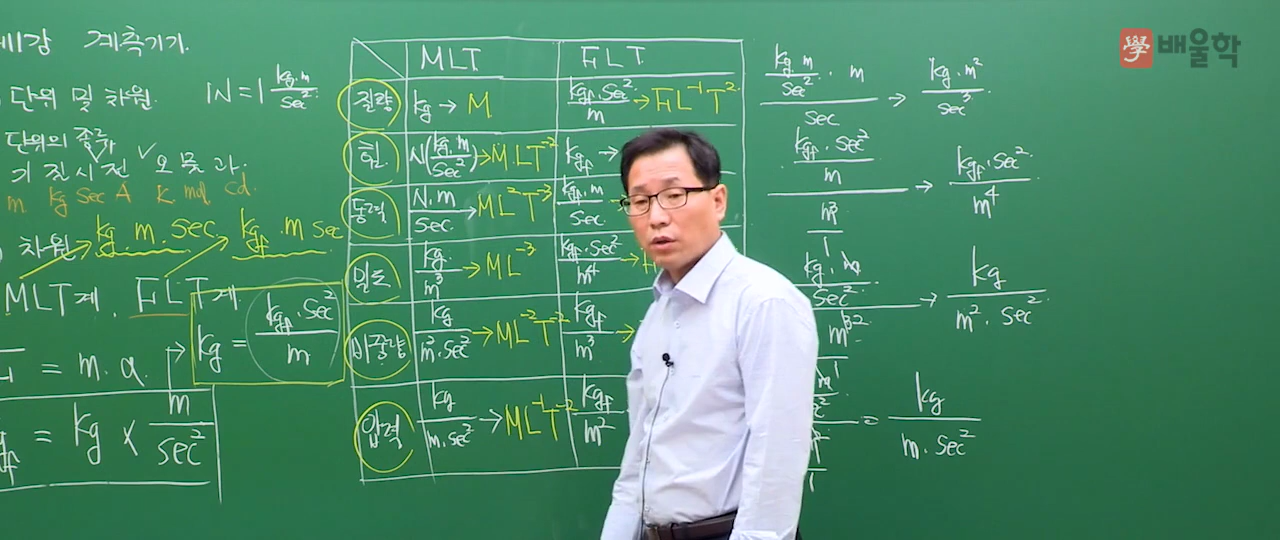 계측기기.
단위 및 차원. 1N = 1 kg·m/sec²
단위의 종류
기 질 시 전 온 물 광
m kg sec A K mol cd.
차원 kg.m.sec kgf.m sec
MLT계. FLT계.
kg = kgf·sec²/m
= m.a.
= kg × m/sec²
MLT FLT
질량 kg → M kgf·sec²/m → FL⁻¹T²
힘 N(kg·m/sec²) → MLT⁻² kgf →
동력 N.m/sec → ML²T⁻³ kgf.m/sec →
밀도 kg/m³ → ML⁻³ kgf·sec²/m⁴ →
비중량 kg/m²·sec² → ML⁻²T⁻² kgf/m³ →
압력 kg/m·sec² → ML⁻¹T⁻² kgf/m²
kg·m/sec² · m / sec → kg·m²/sec³
kgf·sec²/m / m³ → kgf·sec²/m⁴
→ kg/m²·sec²
= kg/m·sec²
學 배울학